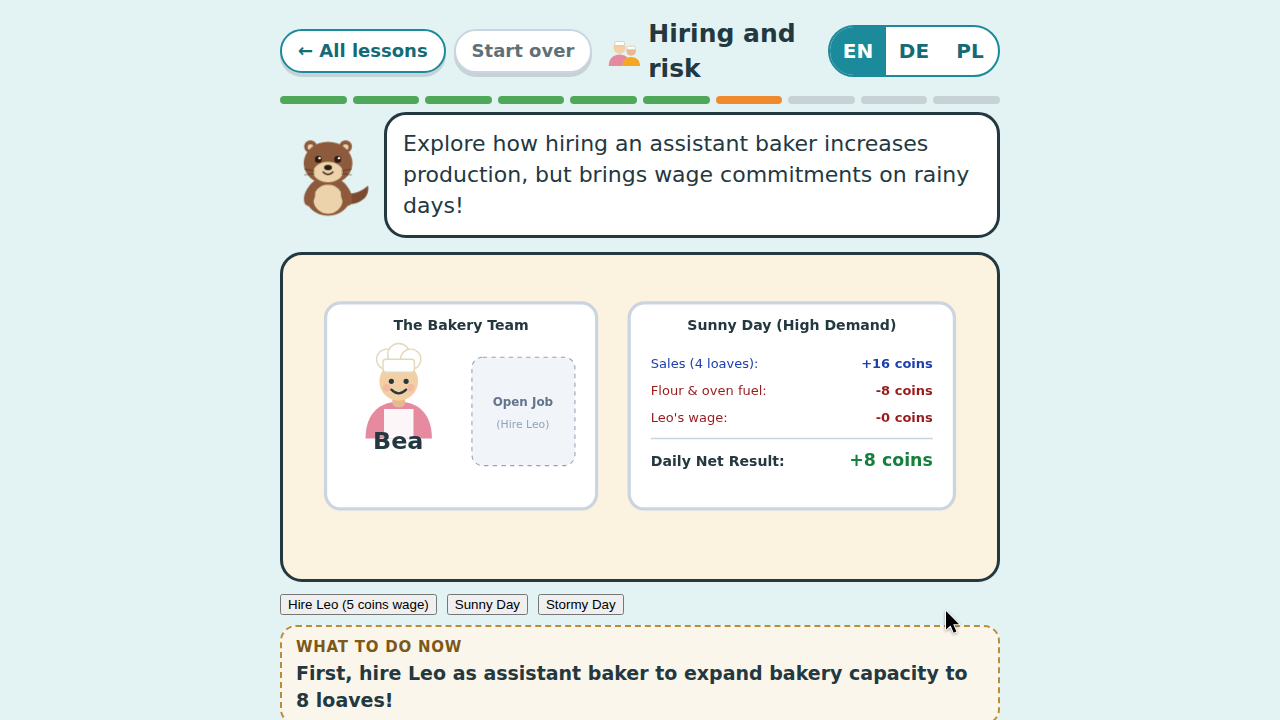 ← All lessons
Start over
Hiring and
risk
EN DE PL
Explore how hiring an assistant baker increases
production, but brings wage commitments on rainy
days!
The Bakery Team
Bea
Open Job
(Hire Leo)
Sunny Day (High Demand)
Sales (4 loaves): +16 coins
Flour & oven fuel: -8 coins
Leo's wage: -0 coins
Daily Net Result: +8 coins
Hire Leo (5 coins wage) Sunny Day Stormy Day
WHAT TO DO NOW
First, hire Leo as assistant baker to expand bakery capacity to
8 loaves!